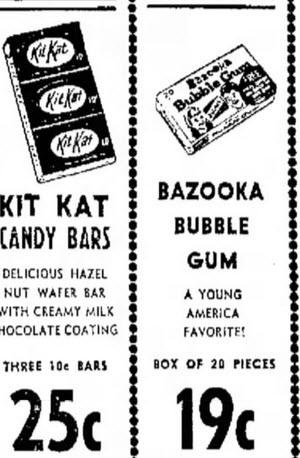 Kit Kat
Kit Kat
Kit Kat
KIT KAT
CANDY BARS
DELICIOUS HAZEL
NUT WAFER BAR
WITH CREAMY MILK
CHOCOLATE COATING
THREE 10c BARS
25c
Bazooka
Bubble Gum
FREE
BAZOOKA
BUBBLE
GUM
A YOUNG
AMERICA
FAVORITE!
BOX OF 20 PIECES
19c